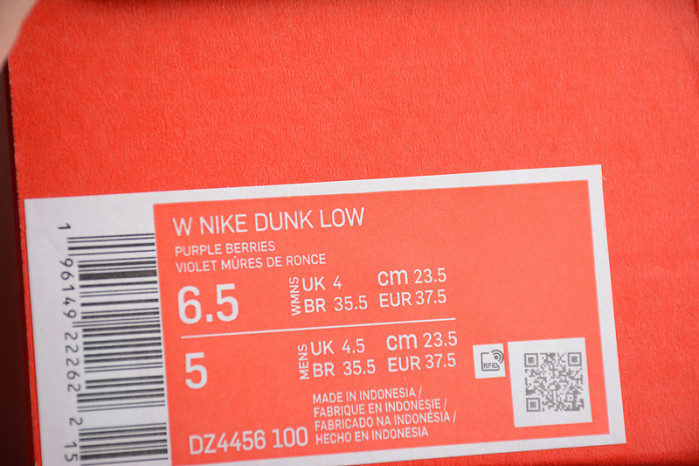 W NIKE DUNK LOW
PURPLE BERRIES
VIOLET MÛRES DE RONCE
6.5 WMNS UK 4 cm 23.5
BR 35.5 EUR 37.5
5 MENS UK 4.5 cm 23.5
BR 35.5 EUR 37.5
MADE IN INDONESIA /
FABRIQUE EN INDONESIE /
FABRICADO NA INDONÉSIA /
HECHO EN INDONESIA
DZ4456 100
RFID
1 96149 22262 2 15